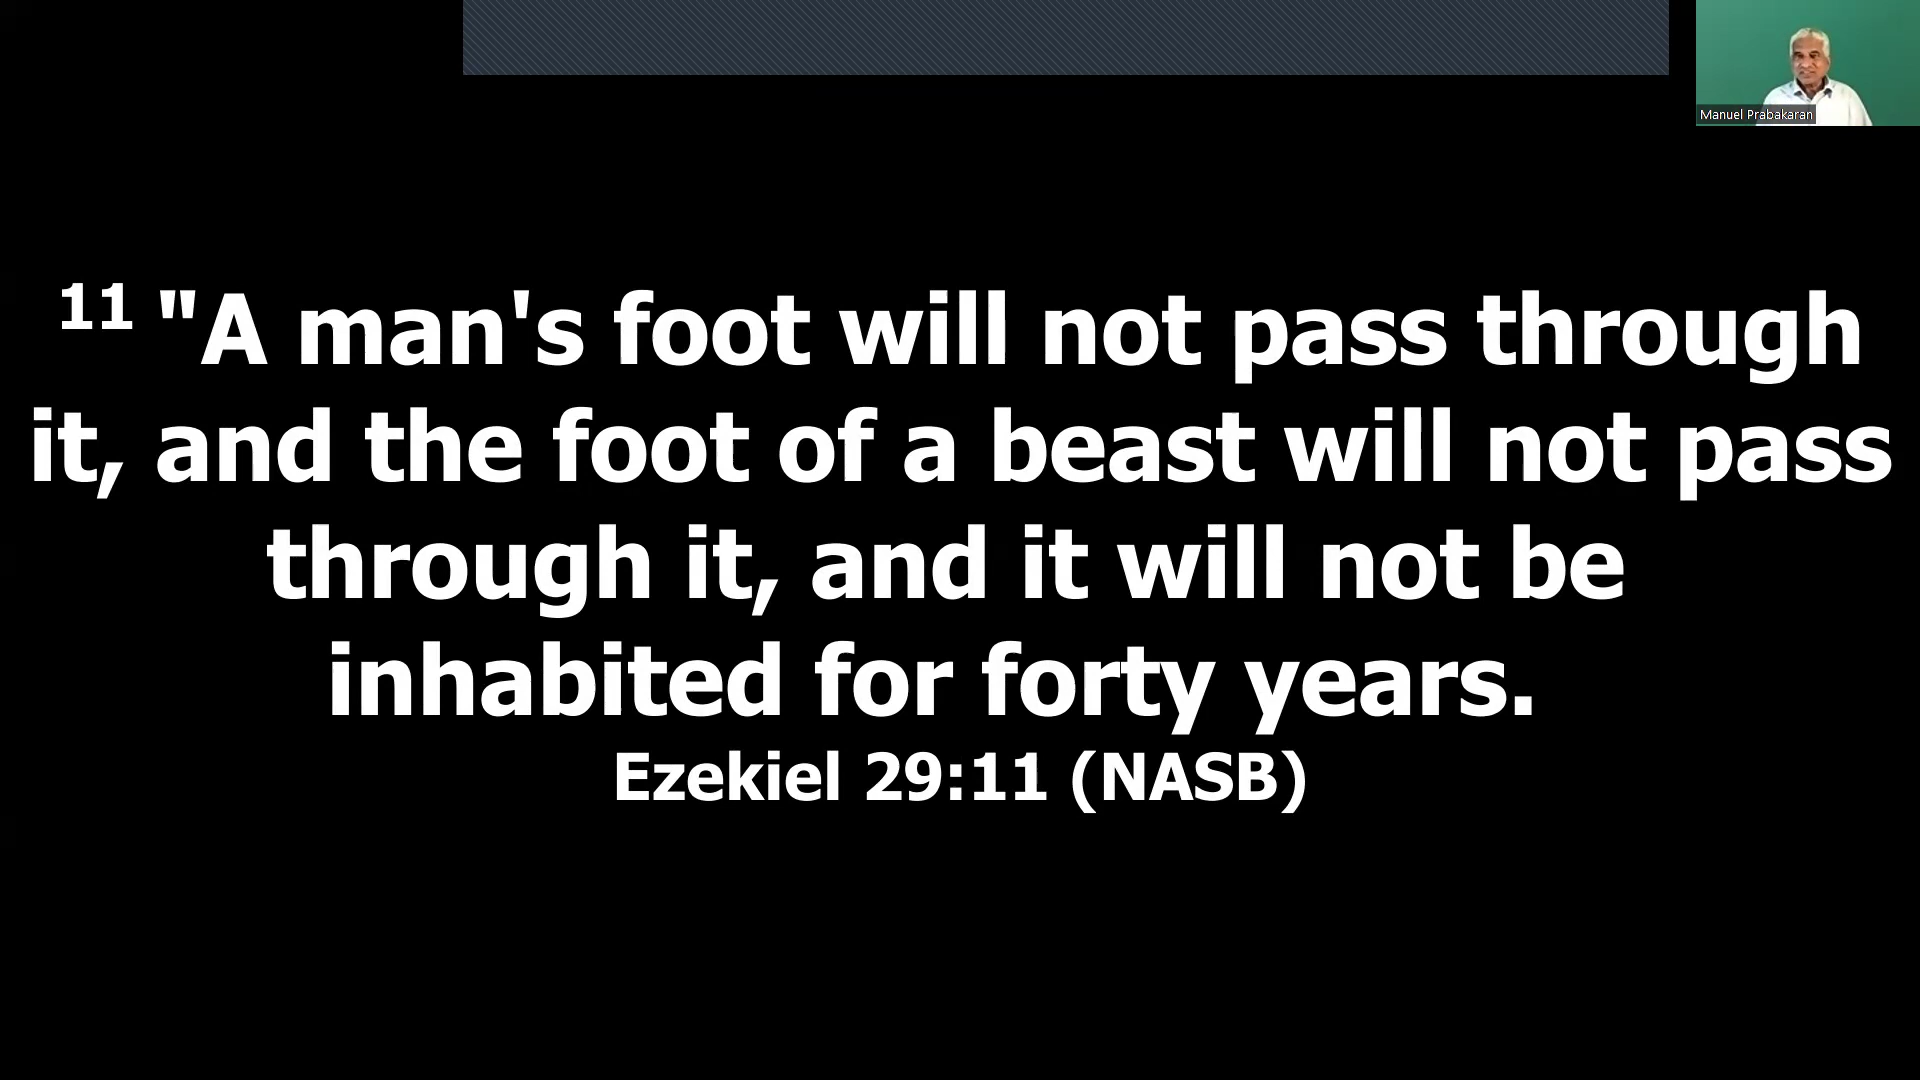 Manuel Prabakaran
11 "A man's foot will not pass through
it, and the foot of a beast will not pass
through it, and it will not be
inhabited for forty years.
Ezekiel 29:11 (NASB)